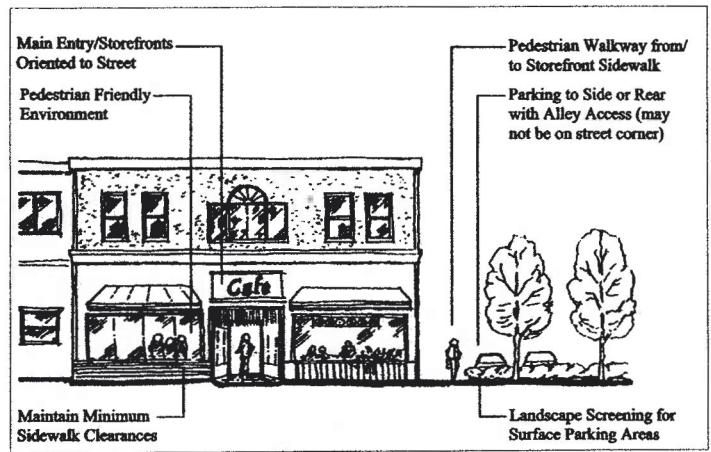 Main Entry/Storefronts
Oriented to Street
Pedestrian Friendly
Environment
Pedestrian Walkway from/
to Storefront Sidewalk
Parking to Side or Rear
with Alley Access (may
not be on street corner)
Cafe
Maintain Minimum
Sidewalk Clearances
Landscape Screening for
Surface Parking Areas